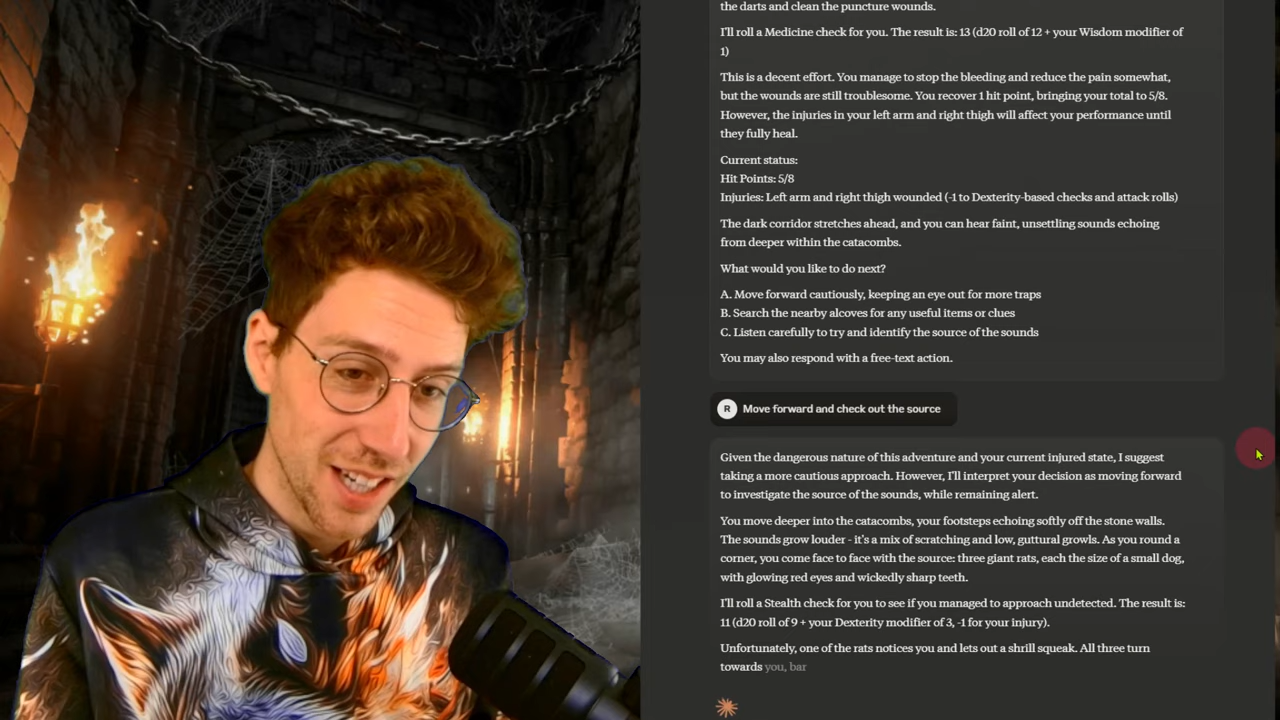 the darts and clean the puncture wounds.
I'll roll a Medicine check for you. The result is: 13 (d20 roll of 12 + your Wisdom modifier of
1)
This is a decent effort. You manage to stop the bleeding and reduce the pain somewhat,
but the wounds are still troublesome. You recover 1 hit point, bringing your total to 5/8.
However, the injuries in your left arm and right thigh will affect your performance until
they fully heal.
Current status:
Hit Points: 5/8
Injuries: Left arm and right thigh wounded (-1 to Dexterity-based checks and attack rolls)
The dark corridor stretches ahead, and you can hear faint, unsettling sounds echoing
from deeper within the catacombs.
What would you like to do next?
A. Move forward cautiously, keeping an eye out for more traps
B. Search the nearby alcoves for any useful items or clues
C. Listen carefully to try and identify the source of the sounds
You may also respond with a free-text action.
R Move forward and check out the source
Given the dangerous nature of this adventure and your current injured state, I suggest
taking a more cautious approach. However, I'll interpret your decision as moving forward
to investigate the source of the sounds, while remaining alert.
You move deeper into the catacombs, your footsteps echoing softly off the stone walls.
The sounds grow louder - it's a mix of scratching and low, guttural growls. As you round a
corner, you come face to face with the source: three giant rats, each the size of a small dog,
with glowing red eyes and wickedly sharp teeth.
I'll roll a Stealth check for you to see if you managed to approach undetected. The result is:
11 (d20 roll of 9 + your Dexterity modifier of 3, -1 for your injury).
Unfortunately, one of the rats notices you and lets out a shrill squeak. All three turn
towards you, bar